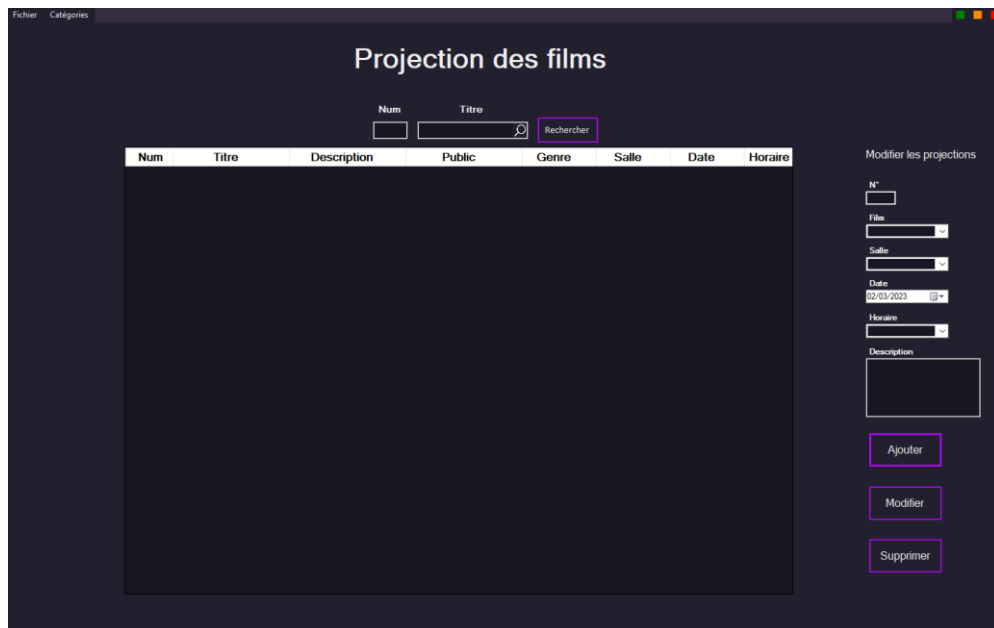 Fichier Catégories
Projection des films
Num Titre
Rechercher
Num Titre Description Public Genre Salle Date Horaire
Modifier les projections
N°
Film
Salle
Date
02/03/2023
Horaire
Description
Ajouter
Modifier
Supprimer